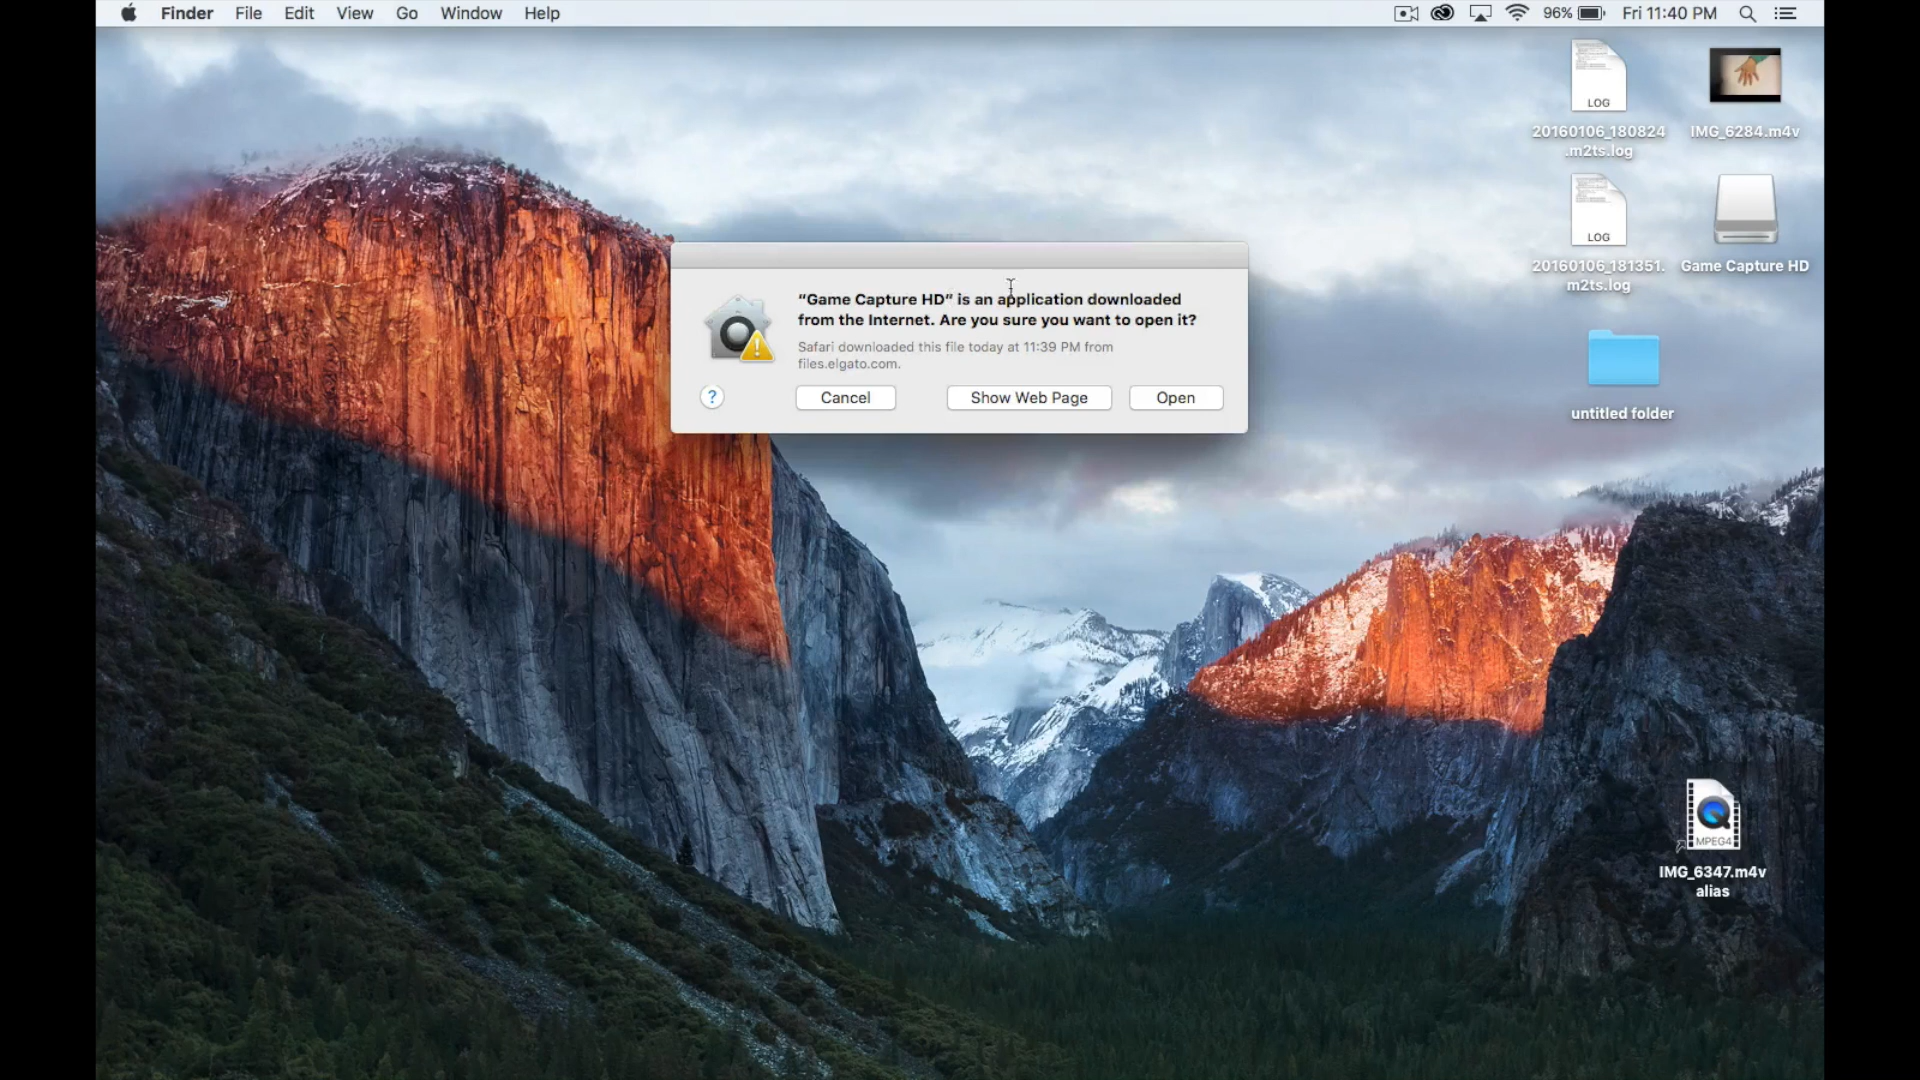 Finder File Edit View Go Window Help
96% Fri 11:40 PM
LOG
20160106_180824
.m2ts.log
IMG_6284.m4v
LOG
20160106_181351.
m2ts.log
Game Capture HD
“Game Capture HD” is an application downloaded
from the Internet. Are you sure you want to open it?
Safari downloaded this file today at 11:39 PM from
files.elgato.com.
? Cancel Show Web Page Open
untitled folder
MPEG4
IMG_6347.m4v
alias